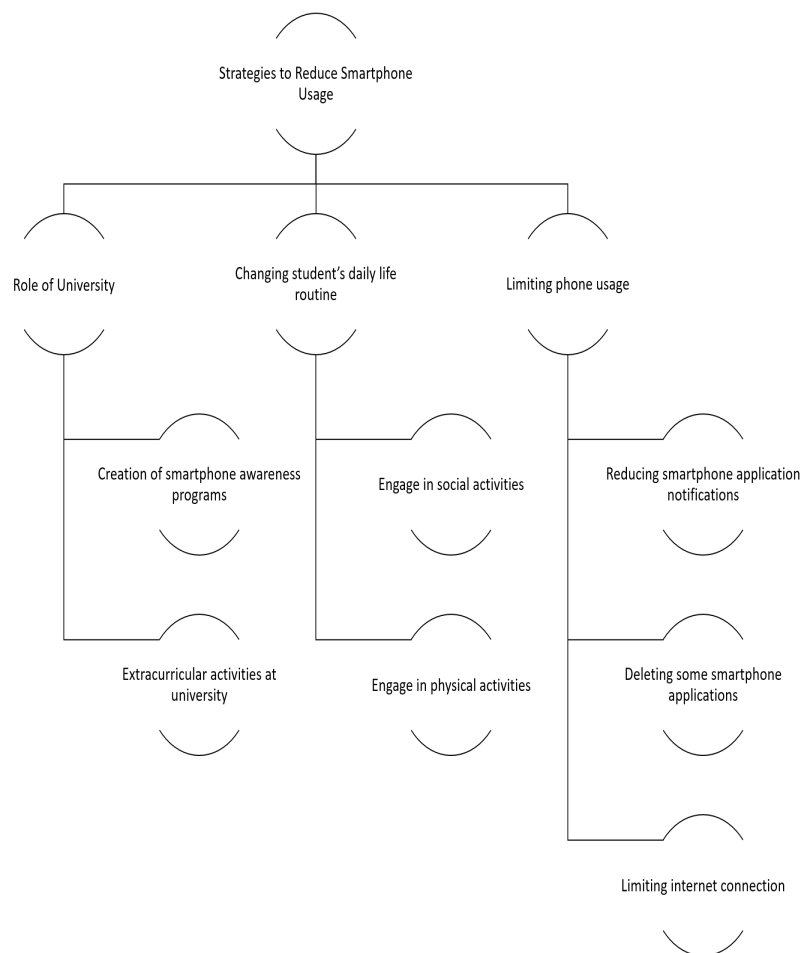 Strategies to Reduce Smartphone
Usage
Role of University
Changing student's daily life
routine
Limiting phone usage
Creation of smartphone awareness
programs
Engage in social activities
Reducing smartphone application
notifications
Extracurricular activities at
university
Engage in physical activities
Deleting some smartphone
applications
Limiting internet connection